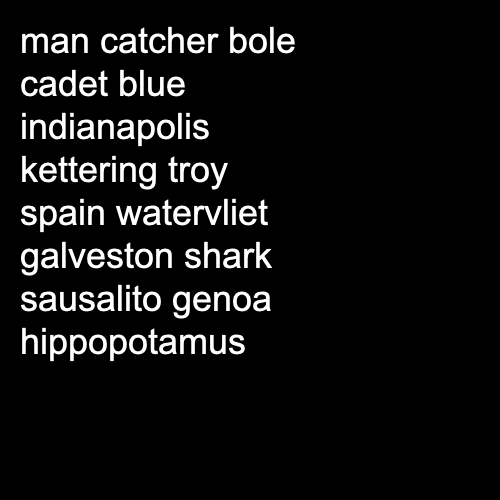 man catcher bole
cadet blue
indianapolis
kettering troy
spain watervliet
galveston shark
sausalito genoa
hippopotamus